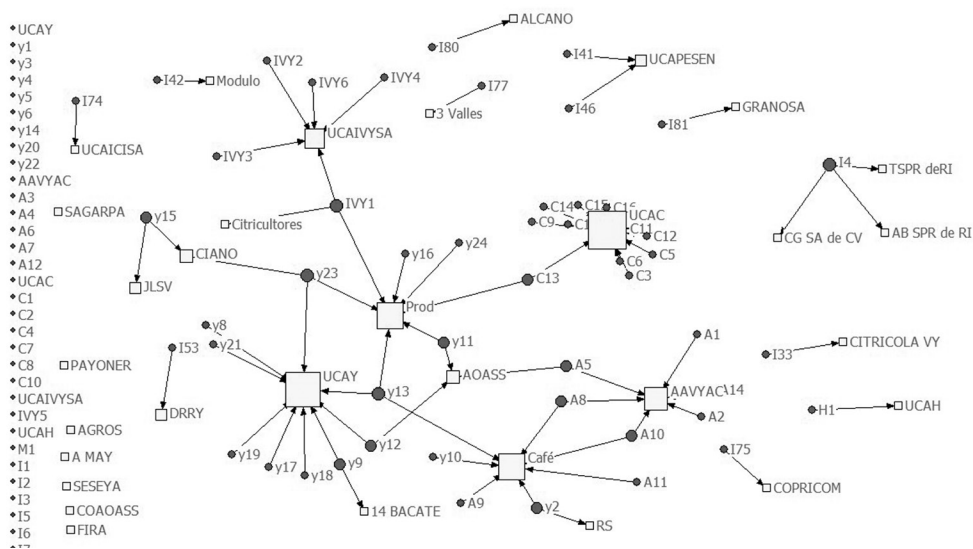 UCAY
y1
y3
y4
y5
y6
y14
y20
y22
AAVYAC
A3
A4
A6
A7
A12
UCAC
C1
C2
C4
C7
C8
C10
UCAIVYSA
IVY5
UCAH
M1
I1
I2
I3
I5
I6
I7
I74
UCAICISA
SAGARPA
PAYONER
AGROS
A MAY
SESEYA
COAOASS
FIRA
I42
Modulo
IVY2
IVY6
IVY4
UCAIVYSA
IVY3
IVY1
Citricultores
y15
CIANO
JLSV
y23
y16
y24
Prod
y8
y21
I53
DRRY
UCAY
y13
y11
AOASS
y12
y19
y17
y18
y9
14 BACATE
I80
ALCANO
I77
3 Valles
I41
UCAPESEN
I46
I81
GRANOSA
I4
TSPR deRI
CG SA de CV
AB SPR de RI
C14
C15
C9
UCAC
C11
C12
C5
C6
C3
C13
A1
A5
AAVYAC
A14
A8
A2
A10
Café
y10
A9
A11
y2
RS
I33
CITRICOLA VY
H1
UCAH
I75
COPRICOM